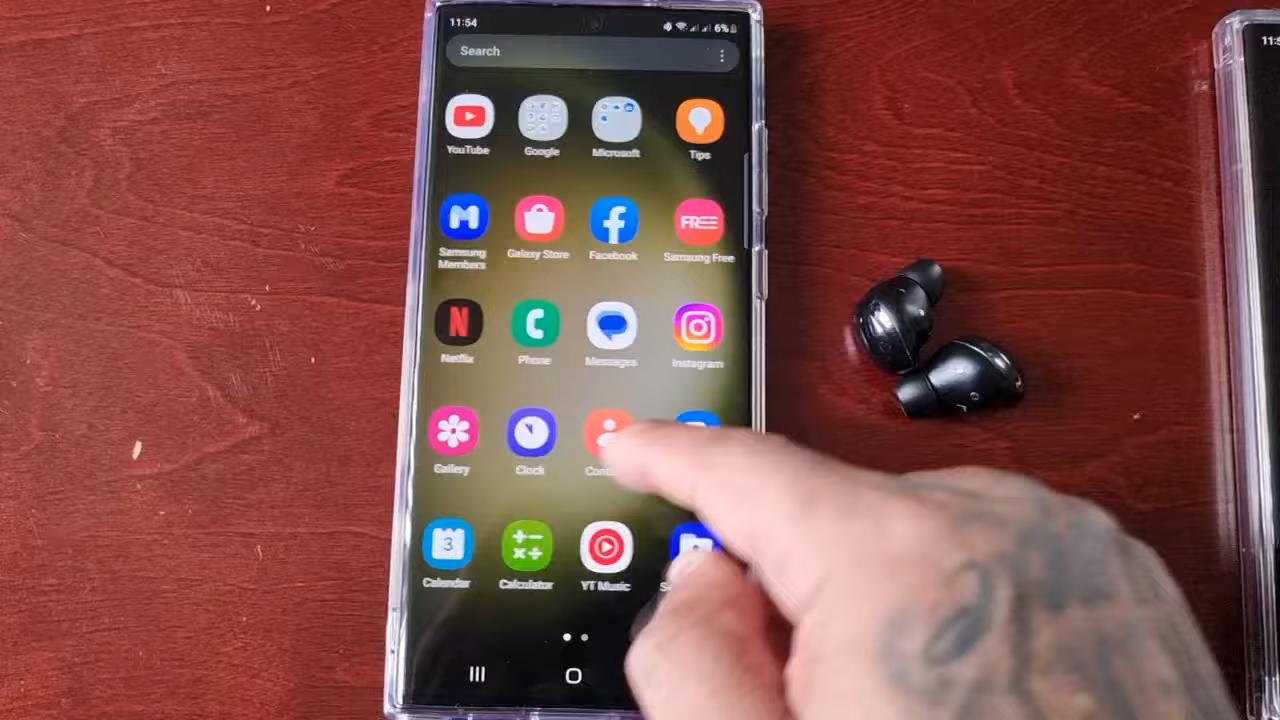 11:54
6%
Search
YouTube
Google
Microsoft
Tips
Samsung
Members
Galaxy Store
Facebook
FREE
Samsung Free
Netflix
Phone
Messages
Instagram
Gallery
Clock
3
Calendar
Calculator
YT Music